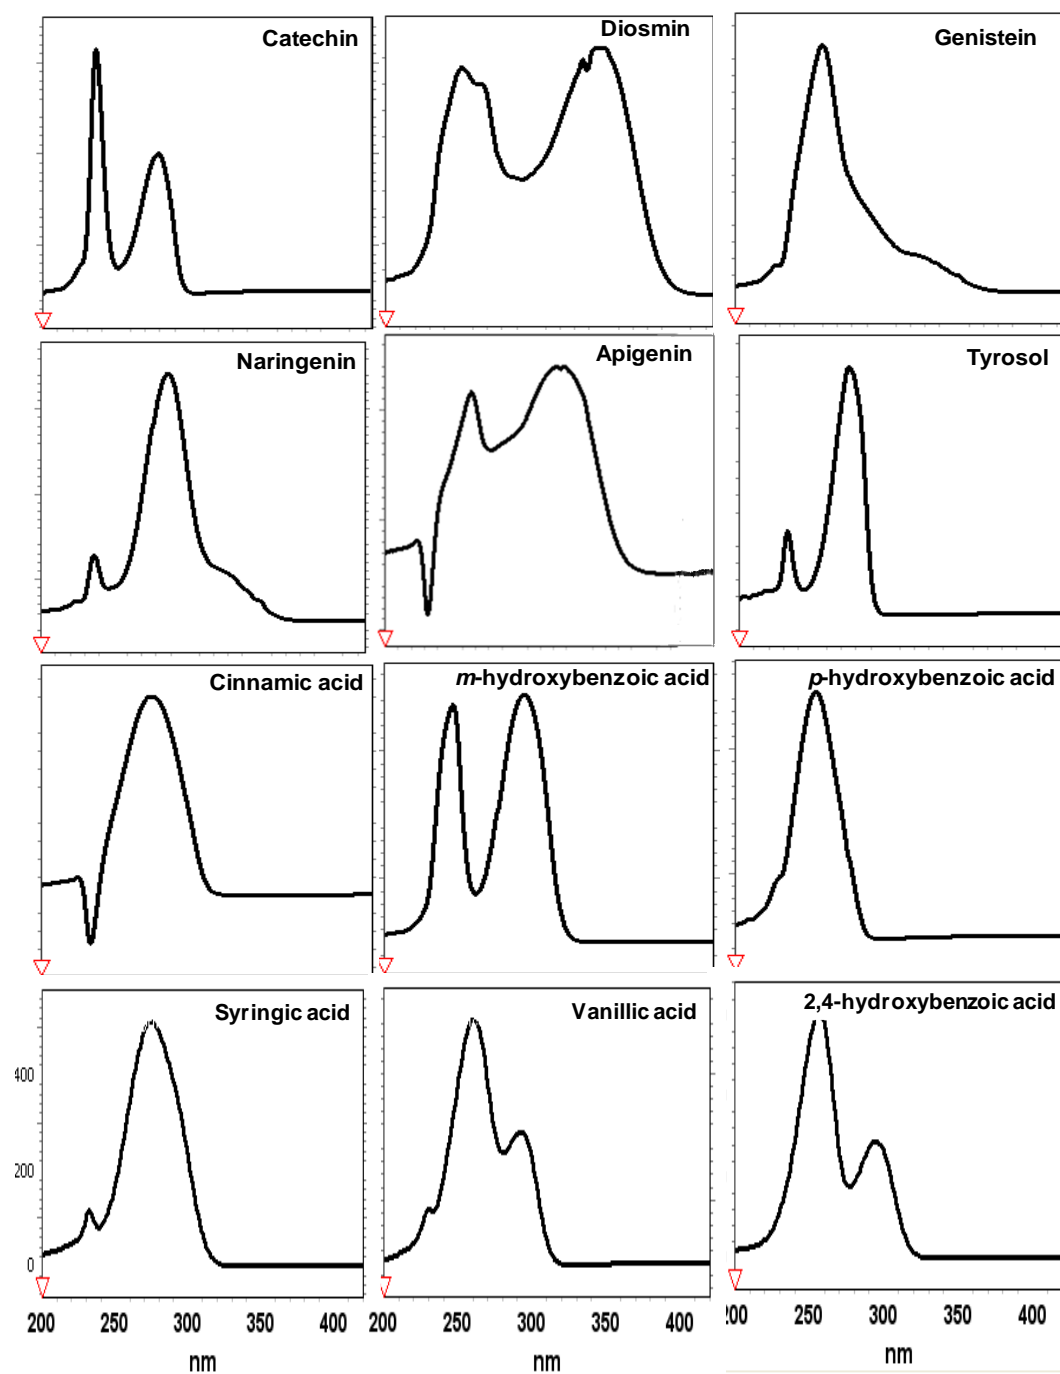 Catechin
Diosmin
Genistein
Naringenin
Apigenin
Tyrosol
Cinnamic acid
m-hydroxybenzoic acid
p-hydroxybenzoic acid
Syringic acid
Vanillic acid
2,4-hydroxybenzoic acid
400
200
0
200 250 300 350 400
nm
200 250 300 350 400
nm
200 250 300 350 400
nm